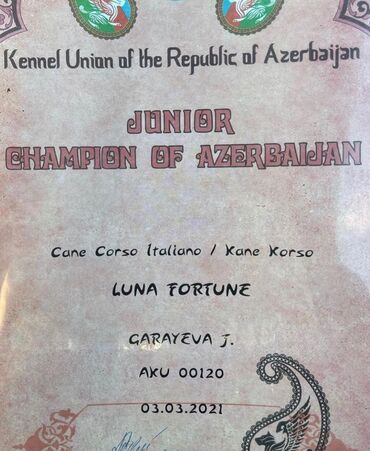 Kennel Union of the Republic of Azerbaijan
JUNIOR
CHAMPION OF AZERBAIJAN
Cane Corso Italiano / Kane Korso
LUNA FORTUNE
GARAYEVA J.
AKU 00120
03.03.2021